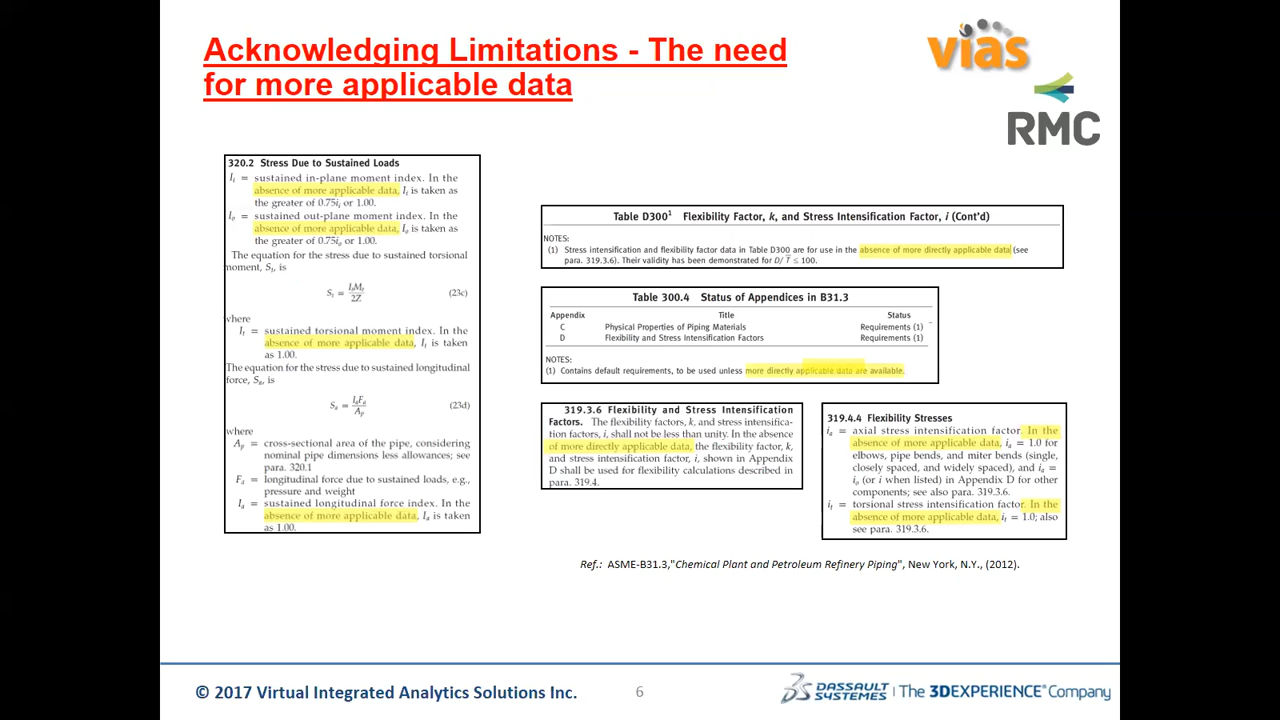 Acknowledging Limitations - The need
for more applicable data
vias
RMC
320.2 Stress Due to Sustained Loads
Ii = sustained in-plane moment index. In the
absence of more applicable data, Ii is taken as
the greater of 0.75ii or 1.00.
Io = sustained out-plane moment index. In the
absence of more applicable data, Io is taken as
the greater of 0.75io or 1.00.
The equation for the stress due to sustained torsional
moment, St, is
St = ItMt / 2Z (23c)
where
It = sustained torsional moment index. In the
absence of more applicable data, It is taken
as 1.00.
The equation for the stress due to sustained longitudinal
force, Sa, is
Sa = IaFa / Ap (23d)
where
Ap = cross-sectional area of the pipe, considering
nominal pipe dimensions less allowances; see
para. 320.1
Fa = longitudinal force due to sustained loads, e.g.,
pressure and weight
Ia = sustained longitudinal force index. In the
absence of more applicable data, Ia is taken
as 1.00.
Table D300¹ Flexibility Factor, k, and Stress Intensification Factor, i (Cont'd)
NOTES:
(1) Stress intensification and flexibility factor data in Table D300 are for use in the absence of more directly applicable data (see
para. 319.3.6). Their validity has been demonstrated for D/T̅ ≤ 100.
Table 300.4 Status of Appendices in B31.3
Appendix Title Status
C Physical Properties of Piping Materials Requirements (1)
D Flexibility and Stress Intensification Factors Requirements (1)
NOTES:
(1) Contains default requirements, to be used unless more directly applicable data are available.
319.3.6 Flexibility and Stress Intensification
Factors. The flexibility factors, k, and stress intensifica-
tion factors, i, shall not be less than unity. In the absence
of more directly applicable data, the flexibility factor, k,
and stress intensification factor, i, shown in Appendix
D shall be used for flexibility calculations described in
para. 319.4.
319.4.4 Flexibility Stresses
ia = axial stress intensification factor. In the
absence of more applicable data, ia = 1.0 for
elbows, pipe bends, and miter bends (single,
closely spaced, and widely spaced), and ia =
io (or i when listed) in Appendix D for other
components; see also para. 319.3.6.
it = torsional stress intensification factor. In the
absence of more applicable data, it = 1.0; also
see para. 319.3.6.
Ref.: ASME-B31.3,"Chemical Plant and Petroleum Refinery Piping", New York, N.Y., (2012).
© 2017 Virtual Integrated Analytics Solutions Inc.
6
DASSAULT SYSTEMES | The 3DEXPERIENCE® Company